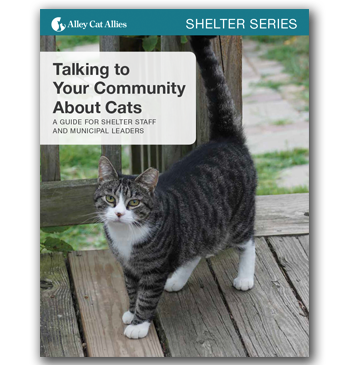 Alley Cat Allies SHELTER SERIES
Talking to
Your Community
About Cats
A GUIDE FOR SHELTER STAFF
AND MUNICIPAL LEADERS